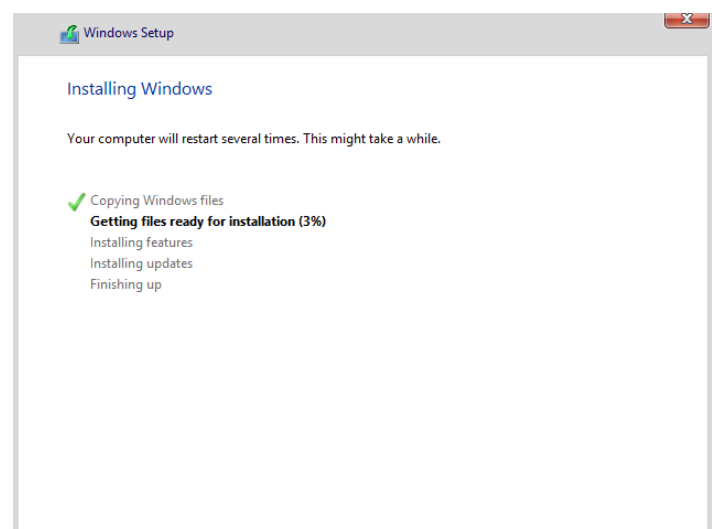 Windows Setup
Installing Windows
Your computer will restart several times. This might take a while.
Copying Windows files
Getting files ready for installation (3%)
Installing features
Installing updates
Finishing up